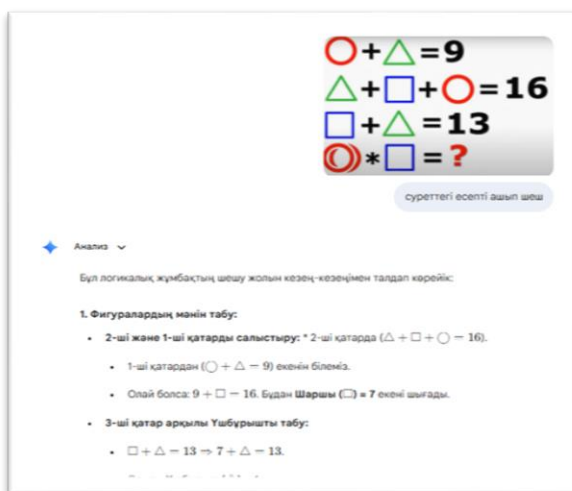 ○+△=9
△+□+○=16
□+△=13
○*□=?
суреттегі есепті ашып шеш
Анализ
Бұл логикалық жұмбақтың шешу жолын кезең-кезеңімен талдап көрейік:
1. Фигуралардың мәнін табу:
• 2-ші және 1-ші қатарды салыстыру: * 2-ші қатарда (△ + □ + ○ = 16).
• 1-ші қатардан (○ + △ = 9) екенін білеміз.
• Олай болса: 9 + □ = 16. Бұдан Шаршы (□) = 7 екені шығады.
• 3-ші қатар арқылы Үшбұрышты табу:
• □ + △ = 13 ⇒ 7 + △ = 13.